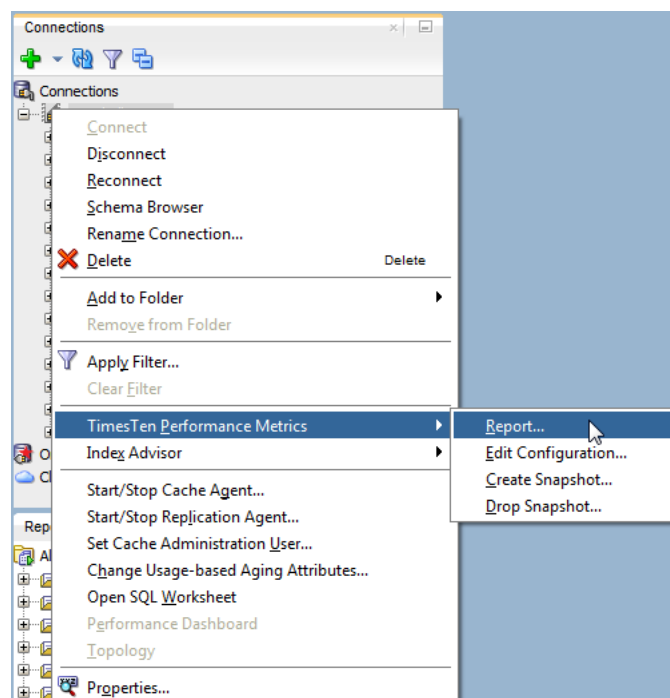 Connections
Connections
Connect
Disconnect
Reconnect
Schema Browser
Rename Connection...
Delete Delete
Add to Folder
Remove from Folder
Apply Filter...
Clear Filter
TimesTen Performance Metrics
Report...
Index Advisor
Edit Configuration...
Create Snapshot...
Drop Snapshot...
Start/Stop Cache Agent...
Start/Stop Replication Agent...
Set Cache Administration User...
Change Usage-based Aging Attributes...
Open SQL Worksheet
Performance Dashboard
Topology
Properties...